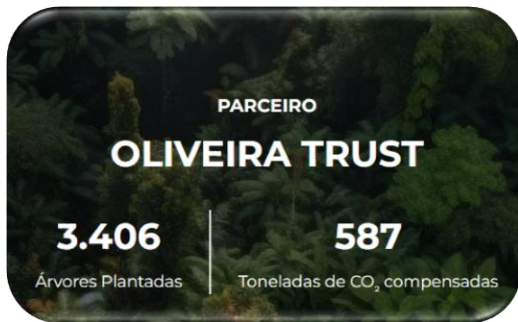 PARCEIRO
OLIVEIRA TRUST
3.406
Árvores Plantadas
587
Toneladas de CO₂ compensadas